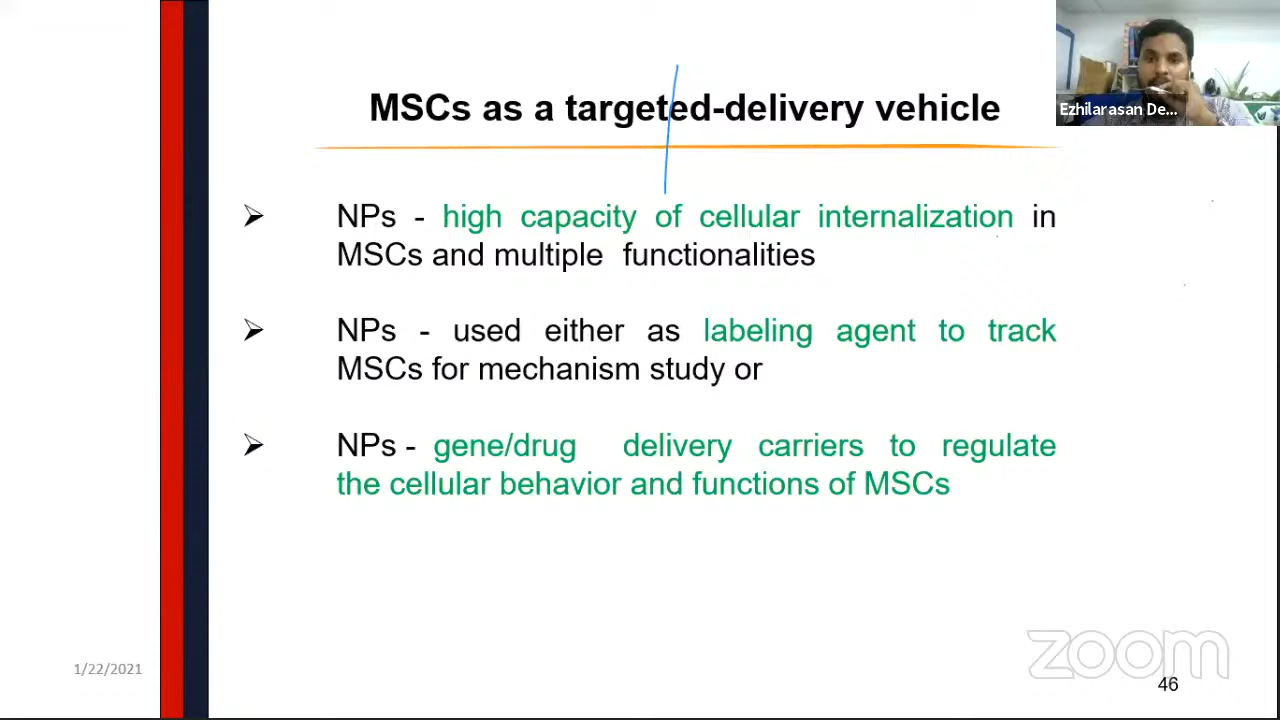 MSCs as a targeted-delivery vehicle
Ezhilarasan De...
➢ NPs - high capacity of cellular internalization in
MSCs and multiple functionalities
➢ NPs - used either as labeling agent to track
MSCs for mechanism study or
➢ NPs - gene/drug delivery carriers to regulate
the cellular behavior and functions of MSCs
zoom
1/22/2021
46